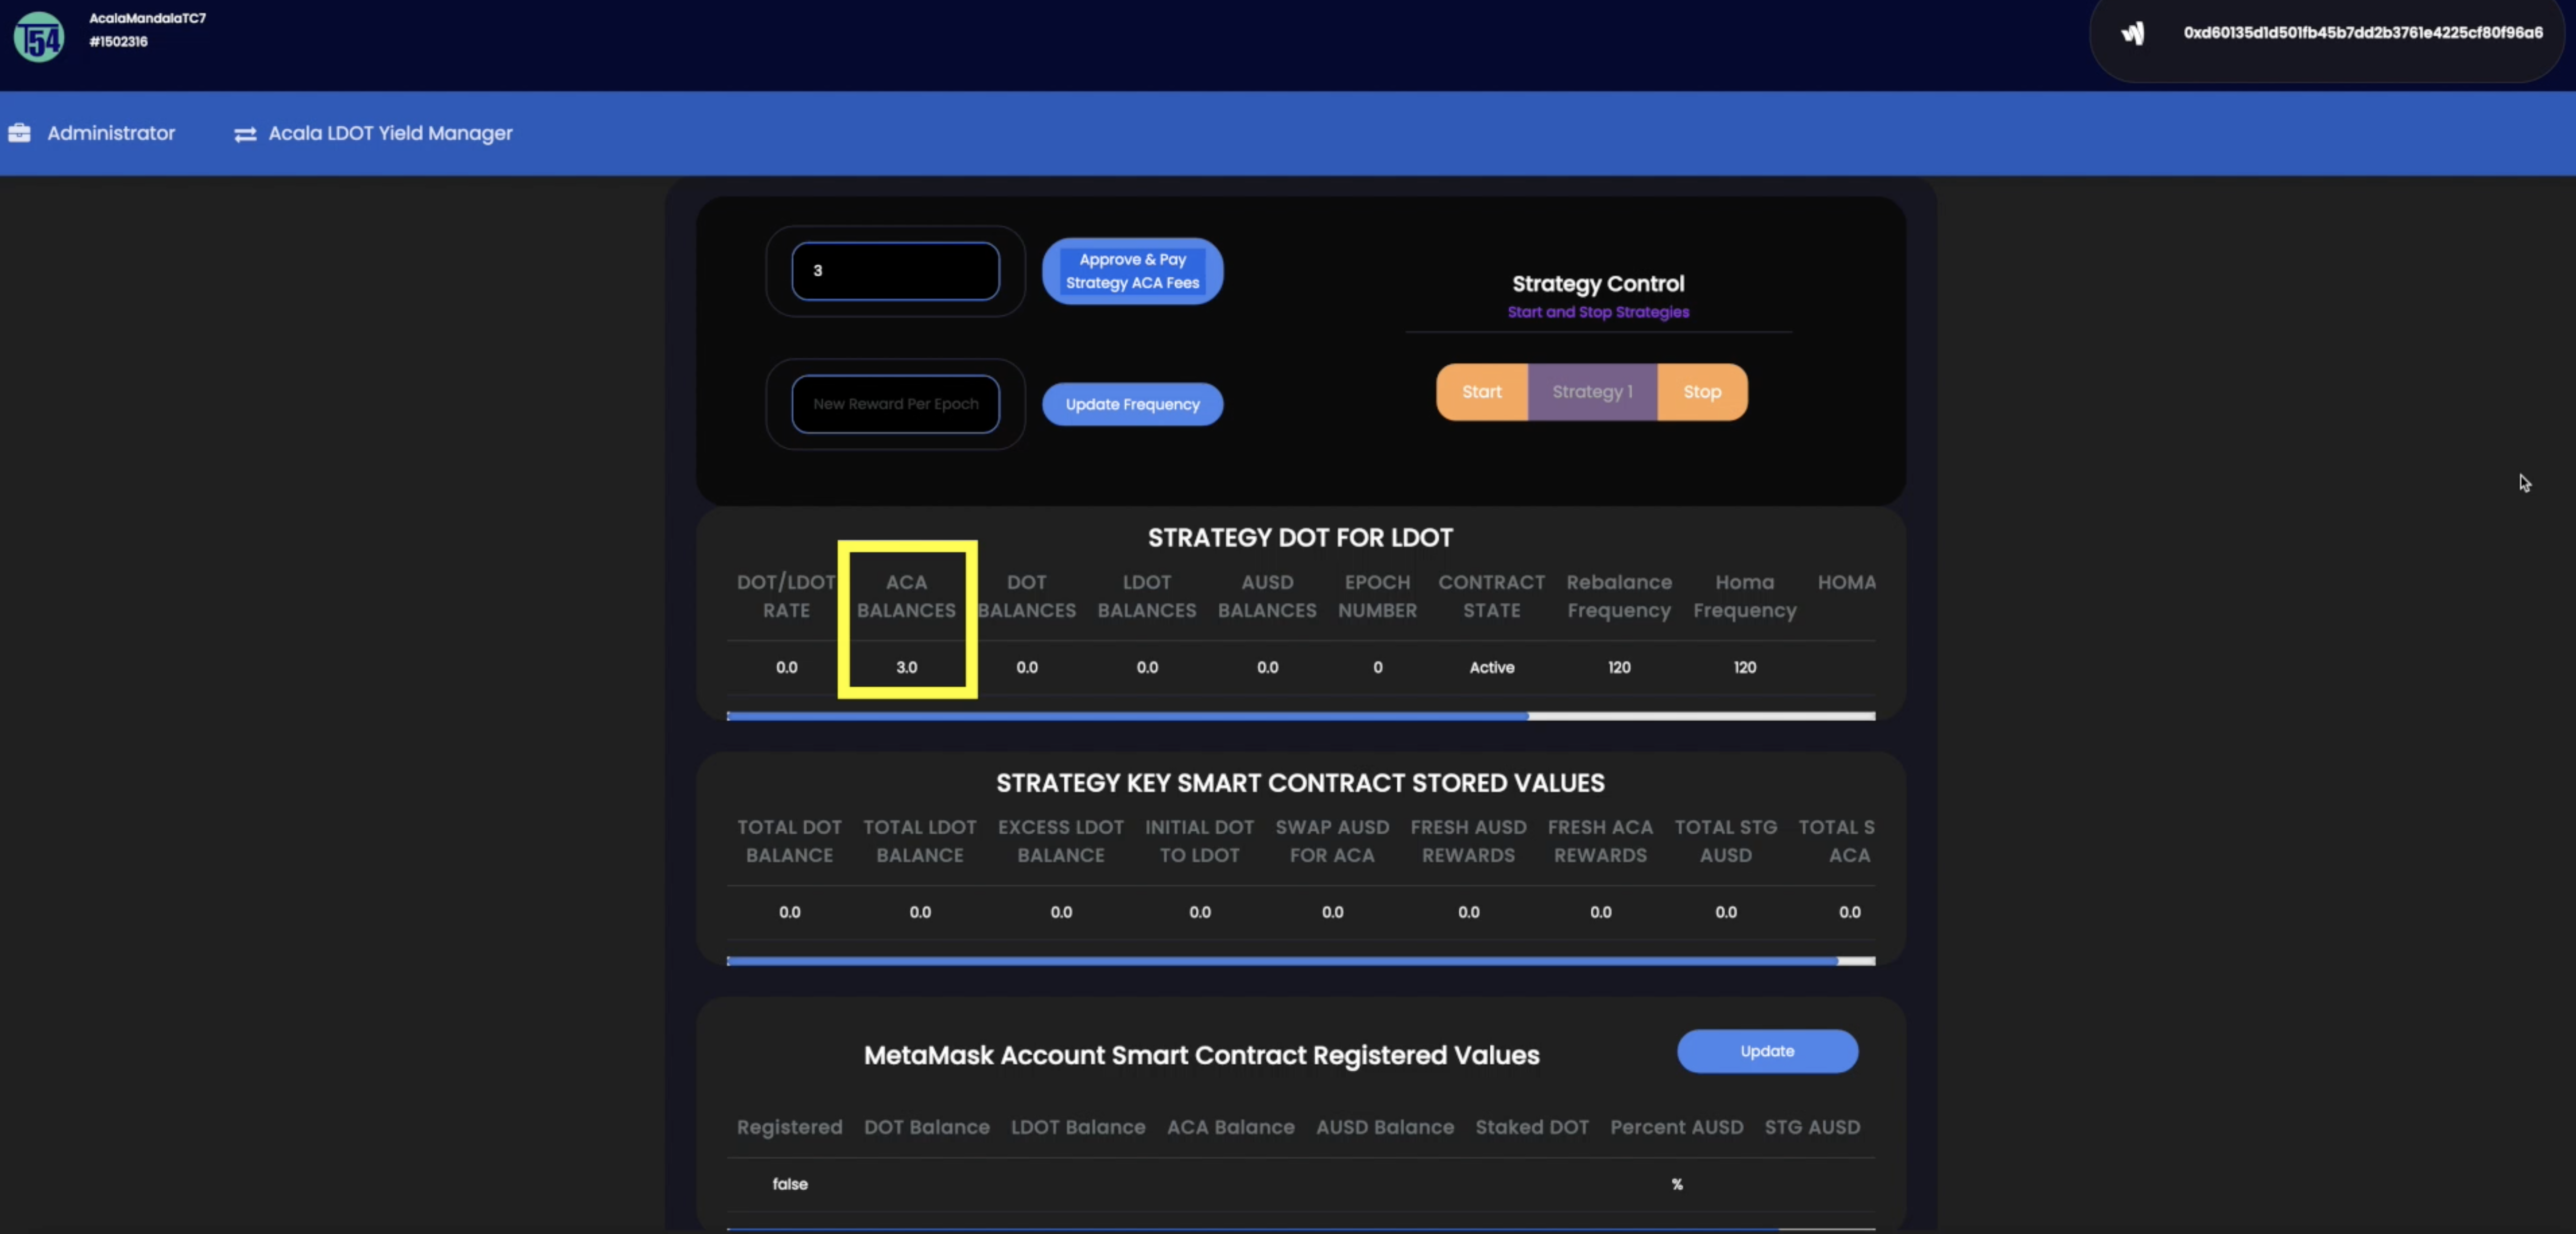 T54
AcalaMandalaTC7
#1502316
0xd60135d1d501fb45b7dd2b3761e4225cf80f96a6
Administrator
Acala LDOT Yield Manager
3
Approve & Pay
Strategy ACA Fees
New Reward Per Epoch
Update Frequency
Strategy Control
Start and Stop Strategies
Start Strategy 1 Stop
STRATEGY DOT FOR LDOT
DOT/LDOT ACA DOT LDOT AUSD EPOCH CONTRACT Rebalance Homa HOMA
RATE BALANCES BALANCES BALANCES BALANCES NUMBER STATE Frequency Frequency
0.0 3.0 0.0 0.0 0.0 0 Active 120 120
STRATEGY KEY SMART CONTRACT STORED VALUES
TOTAL DOT TOTAL LDOT EXCESS LDOT INITIAL DOT SWAP AUSD FRESH AUSD FRESH ACA TOTAL STG TOTAL S
BALANCE BALANCE BALANCE TO LDOT FOR ACA REWARDS REWARDS AUSD ACA
0.0 0.0 0.0 0.0 0.0 0.0 0.0 0.0 0.0
MetaMask Account Smart Contract Registered Values
Update
Registered DOT Balance LDOT Balance ACA Balance AUSD Balance Staked DOT Percent AUSD STG AUSD
false %